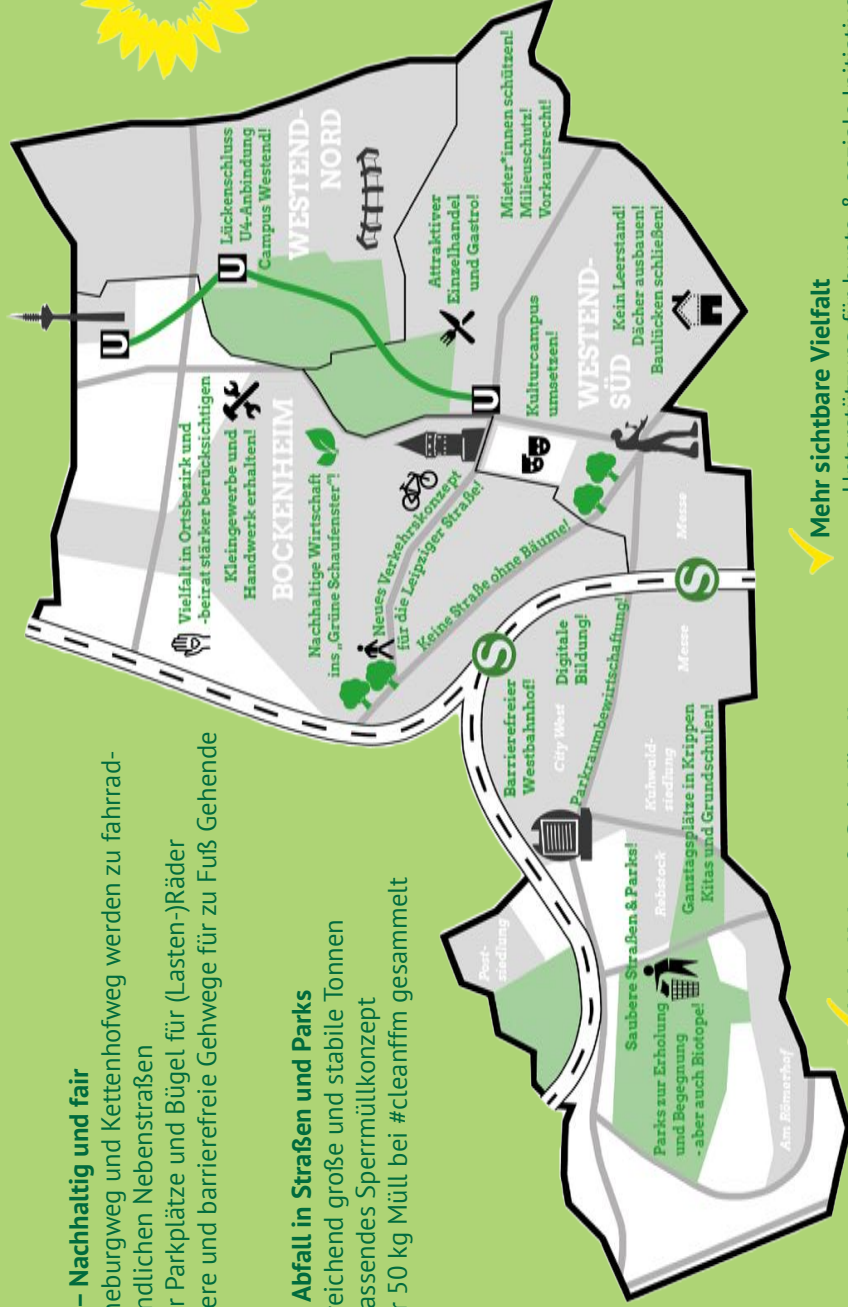 – Nachhaltig und fair
neburgweg und Kettenhofweg werden zu fahrrad-
ndlichen Nebenstraßen
r Parkplätze und Bügel für (Lasten-)Räder
ere und barrierefreie Gehwege für zu Fuß Gehende
Abfall in Straßen und Parks
eichend große und stabile Tonnen
assendes Sperrmüllkonzept
r 50 kg Müll bei #cleanffm gesammelt
U
Lückenschluss
U4-Anbindung
Campus Westend!
U
WESTEND-
NORD
Vielfalt in Ortsbezirk und
-beirat stärker berücksichtigen
Kleingewerbe und
Handwerk erhalten!
BOCKENHEIM
Nachhaltige Wirtschaft
ins „Grüne Schaufenster"!
Neues Verkehrskonzept
für die Leipziger Straße!
Keine Straße ohne Bäume!
Attraktiver
Einzelhandel
und Gastro!
Mieter*innen schützen!
Milieuschutz!
Vorkaufsrecht!
U
Kulturcampus
umsetzen!
WESTEND-
SÜD
Kein Leerstand!
Dächer ausbauen!
Baulücken schließen!
S
Barrierefreier
Westbahnhof!
City West
Digitale
Bildung!
Parkraumbewirtschaftung!
S
Messe
Messe
Post-
siedlung
Kuhwald-
siedlung
Rebstock
Saubere Straßen & Parks!
Ganztagsplätze in Krippen
Kitas und Grundschulen!
Parks zur Erholung
und Begegnung
- aber auch Biotope!
Am Römerhof
Mehr sichtbare Vielfalt